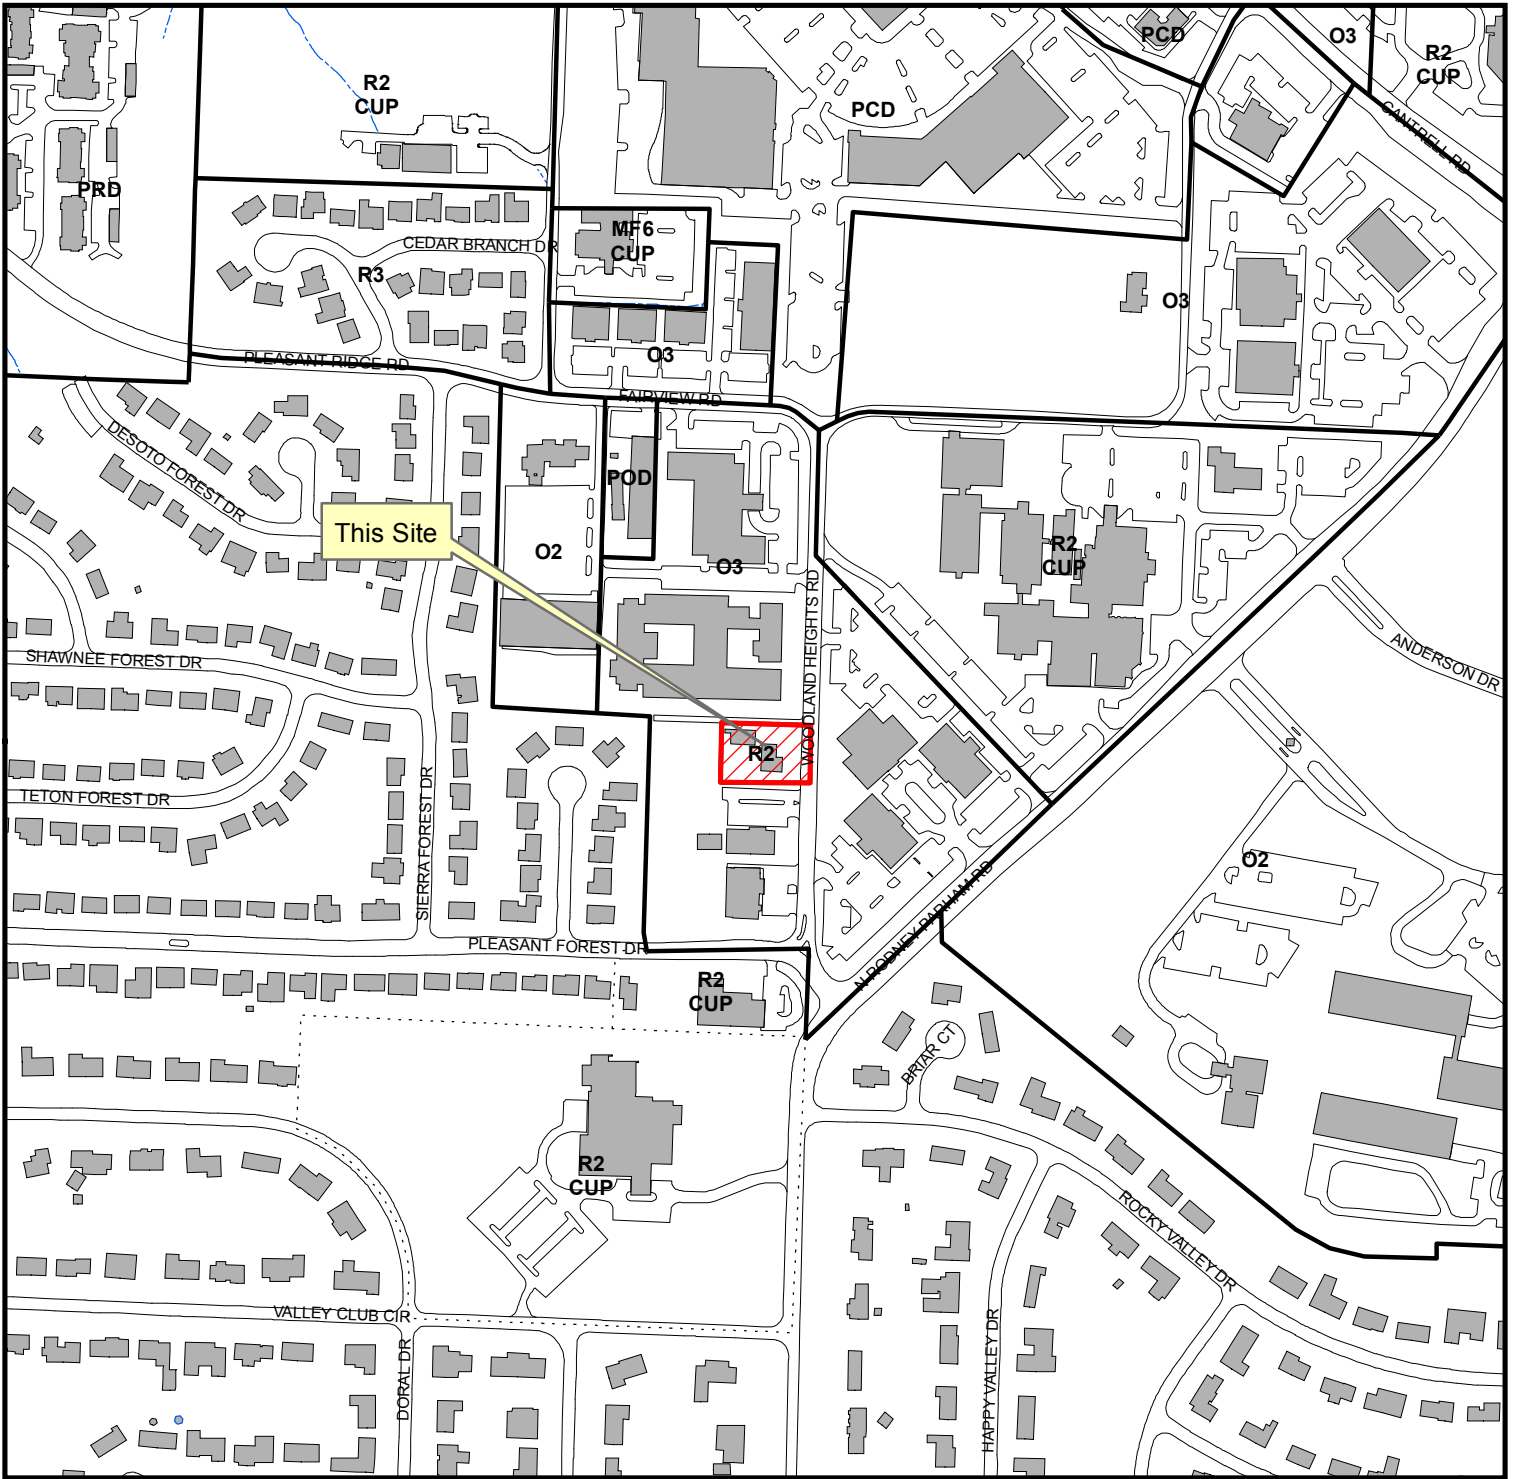 PCD
O3
R2
CUP
R2
CUP
PCD
CANTRELL RD
PRD
MF6
CUP
CEDAR BRANCH DR
R3
O3
O3
PLEASANT RIDGE RD
FAIRVIEW RD
DESOTO FOREST DR
POD
This Site
O2
O3
R2
CUP
WOODLAND HEIGHTS RD
ANDERSON DR
SHAWNEE FOREST DR
R2
TETON FOREST DR
SIERRA FOREST DR
O2
N RODNEY PARHAM RD
PLEASANT FOREST DR
R2
CUP
BRIAR CT
R2
CUP
ROCKY VALLEY DR
VALLEY CLUB CIR
DORAL DR
HAPPY VALLEY DR